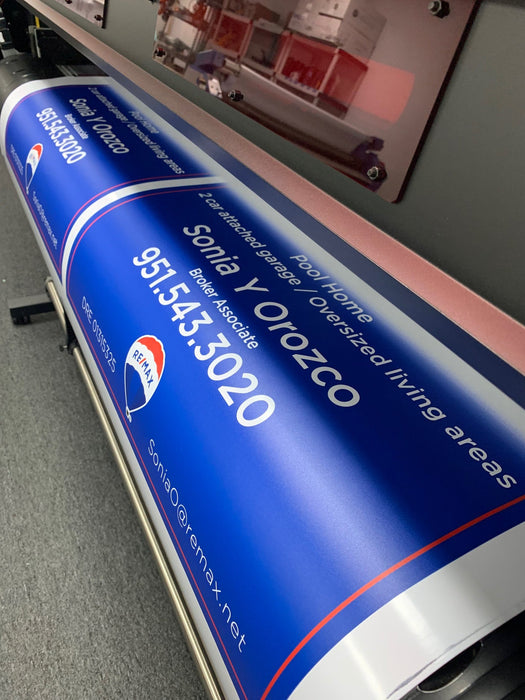 Pool Home
2 car attached garage / Oversized living areas
Sonia Y Orozco
Broker Associate
951.543.3020
Pool Home
2 car attached garage / Oversized living areas
Sonia Y Orozco
Broker Associate
951.543.3020
DRE 01315325
RE/MAX
SoniaO@remax.net